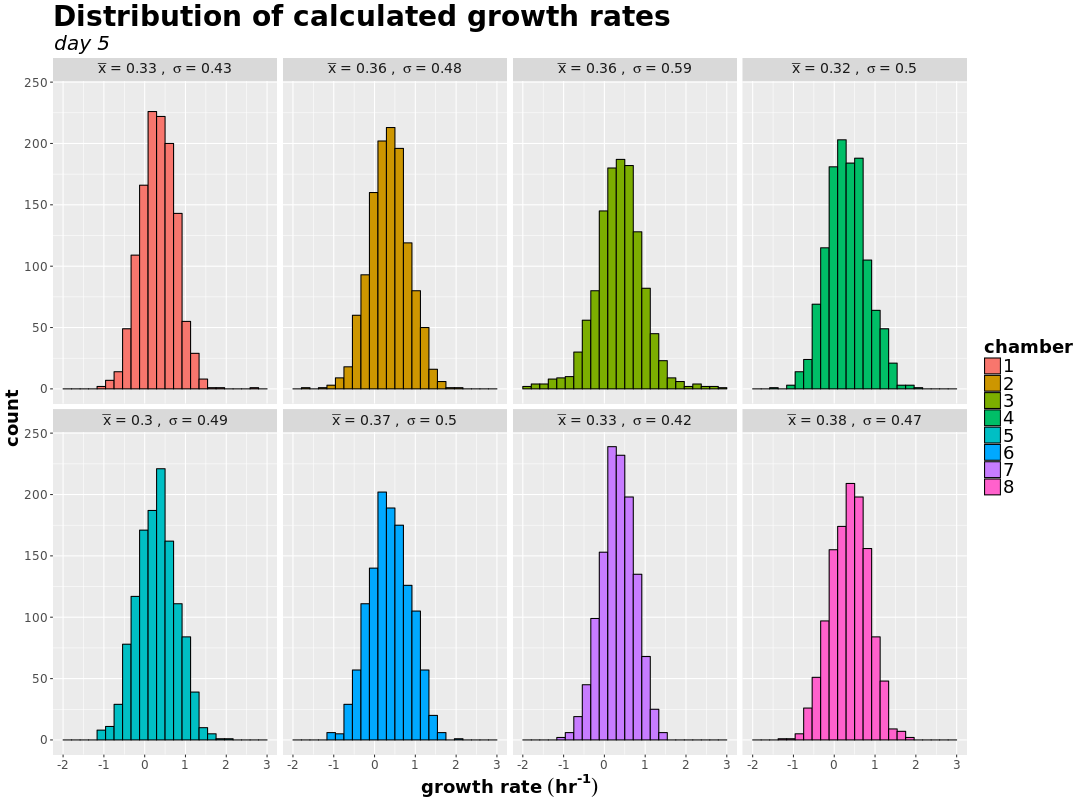 Distribution of calculated growth rates
day 5
x̅ = 0.33 , σ = 0.43
x̅ = 0.36 , σ = 0.48
x̅ = 0.36 , σ = 0.59
x̅ = 0.32 , σ = 0.5
250
200
150
100
50
0
x̅ = 0.3 , σ = 0.49
x̅ = 0.37 , σ = 0.5
x̅ = 0.33 , σ = 0.42
x̅ = 0.38 , σ = 0.47
250
200
150
100
50
0
-2 -1 0 1 2 3
-2 -1 0 1 2 3
-2 -1 0 1 2 3
-2 -1 0 1 2 3
count
growth rate (hr⁻¹)
chamber
1
2
3
4
5
6
7
8